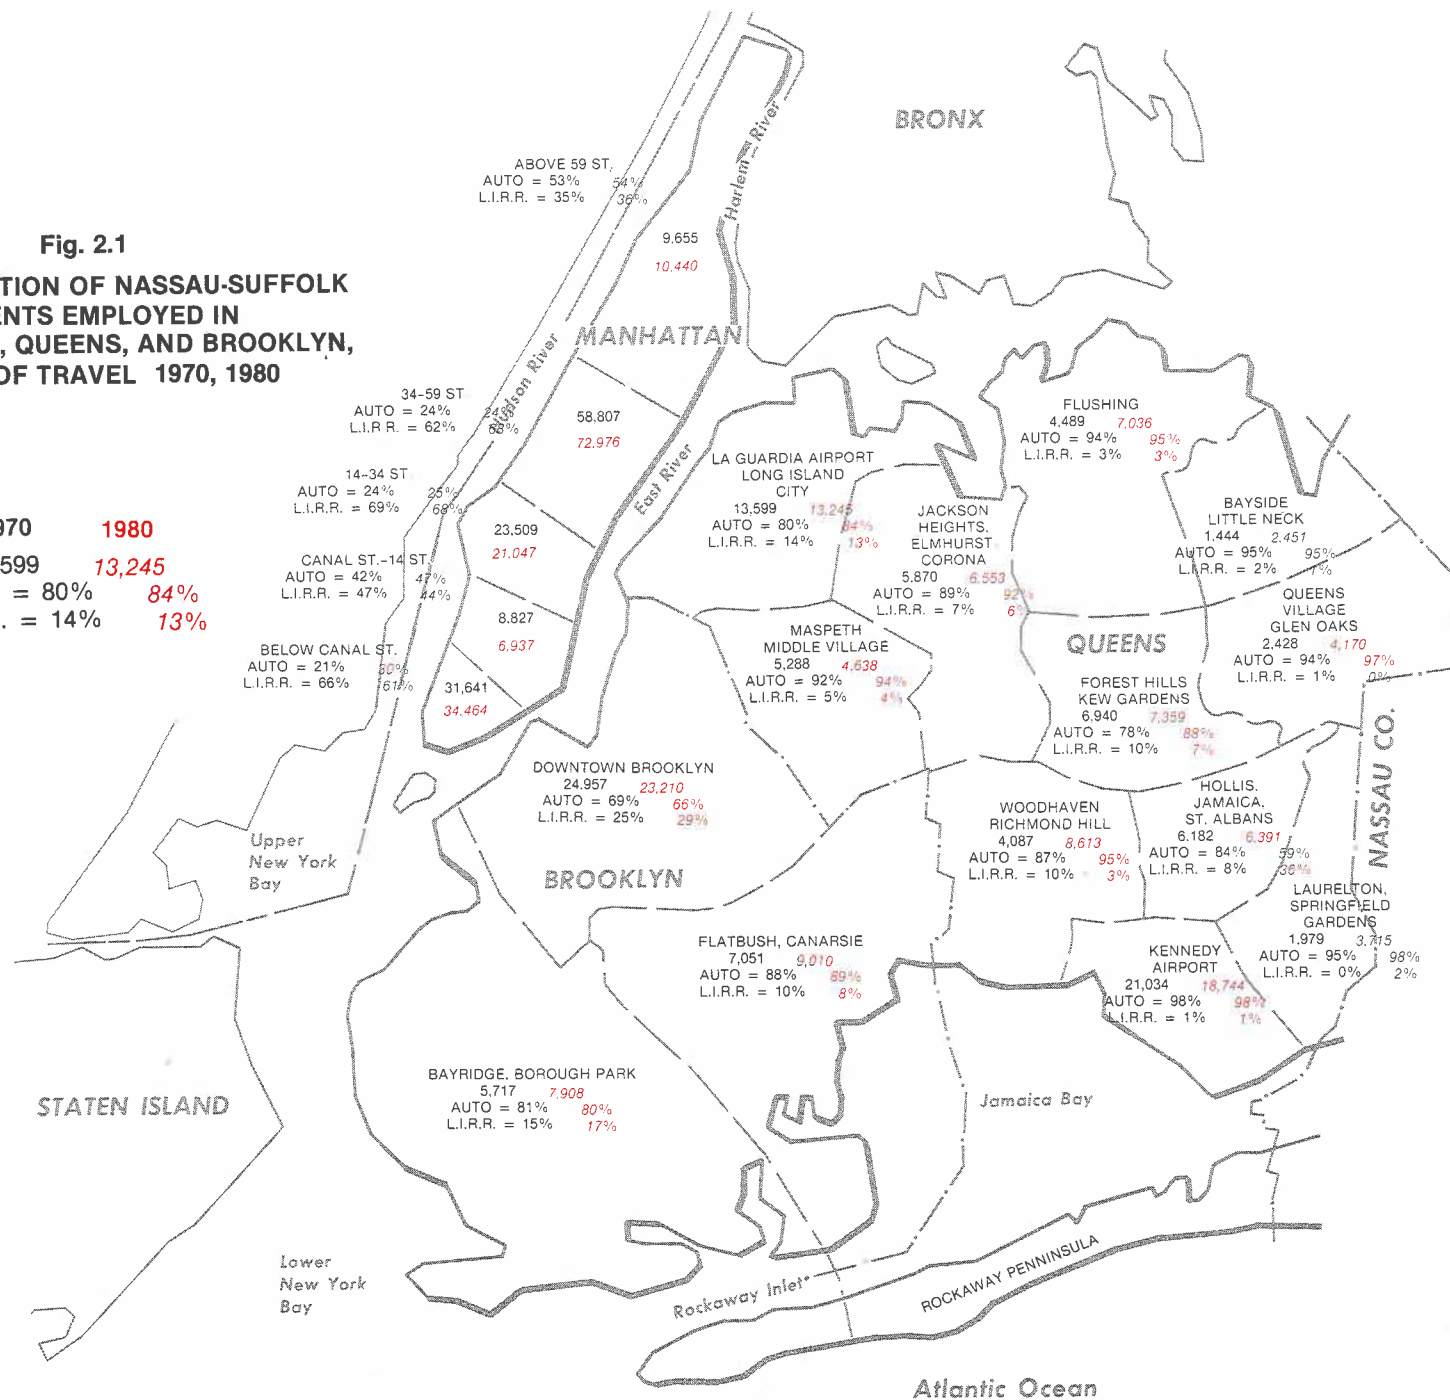 Fig. 2.1
TION OF NASSAU-SUFFOLK
ENTS EMPLOYED IN
, QUEENS, AND BROOKLYN,
OF TRAVEL 1970, 1980
970 1980
599 13,245
= 80% 84%
. = 14% 13%
BRONX
Harlem River
ABOVE 59 ST.
AUTO = 53% 54%
L.I.R.R. = 35% 36%
9.655
10.440
MANHATTAN
Hudson River
34-59 ST
AUTO = 24% 24%
L.I.R R. = 62% 63%
58,807
72.976
East River
14-34 ST
AUTO = 24% 25%
L.I.R.R. = 69% 68%
23,509
21.047
CANAL ST.-14 ST.
AUTO = 42% 47%
L.I.R.R. = 47% 44%
8.827
6.937
BELOW CANAL ST.
AUTO = 21% 30%
L.I.R.R. = 66% 61%
31,641
34.464
FLUSHING
4,489 7,036
AUTO = 94% 95%
L.I.R.R. = 3% 3%
LA GUARDIA AIRPORT
LONG ISLAND
CITY
13,599 13,245
AUTO = 80% 84%
L.I.R.R. = 14% 13%
JACKSON
HEIGHTS.
ELMHURST
CORONA
5.870 6.553
AUTO = 89% 92%
L.I.R.R. = 7% 6%
BAYSIDE
LITTLE NECK
1.444 2.451
AUTO = 95% 95%
L.I.R.R. = 2% 1%
QUEENS
VILLAGE
GLEN OAKS
2,428 4,170
AUTO = 94% 97%
L.I.R.R. = 1% 0%
QUEENS
MASPETH
MIDDLE VILLAGE
5,288 4,638
AUTO = 92% 94%
L.I.R.R. = 5% 4%
FOREST HILLS
KEW GARDENS
6,940 7,359
AUTO = 78% 88%
L.I.R.R. = 10% 7%
NASSAU CO.
DOWNTOWN BROOKLYN
24,957 23,210
AUTO = 69% 66%
L.I.R.R. = 25% 29%
WOODHAVEN
RICHMOND HILL
4,087 8,613
AUTO = 87% 95%
L.I.R.R. = 10% 3%
HOLLIS.
JAMAICA.
ST. ALBANS
6.182 6,391
AUTO = 84% 59%
L.I.R.R. = 8% 36%
Upper
New York
Bay
BROOKLYN
LAURELTON,
SPRINGFIELD
GARDENS
1,979 3.715
AUTO = 95% 98%
L.I.R.R. = 0% 2%
FLATBUSH, CANARSIE
7,051 9,010
AUTO = 88% 89%
L.I.R.R. = 10% 8%
KENNEDY
AIRPORT
21,034 18,744
AUTO = 98% 98%
L.I.R.R. = 1% 1%
BAYRIDGE, BOROUGH PARK
5,717 7,908
AUTO = 81% 80%
L.I.R.R. = 15% 17%
STATEN ISLAND
Jamaica Bay
Lower
New York
Bay
Rockaway Inlet
ROCKAWAY PENNINSULA
Atlantic Ocean